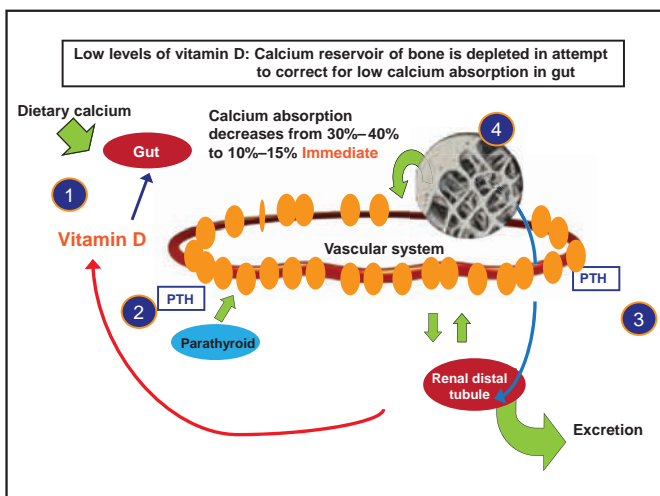 Low levels of vitamin D: Calcium reservoir of bone is depleted in attempt
to correct for low calcium absorption in gut
Dietary calcium
Calcium absorption
decreases from 30%–40%
to 10%–15% Immediate
4
Gut
1
Vitamin D
Vascular system
PTH
PTH
2
3
Parathyroid
Renal distal
tubule
Excretion